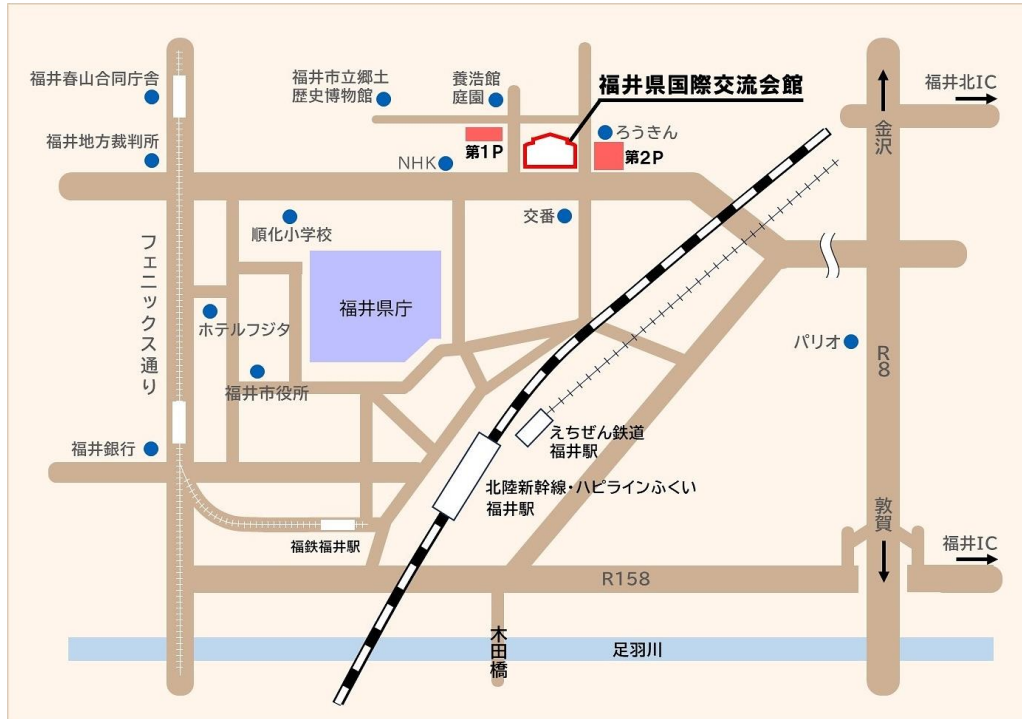 福井春山合同庁舎
福井市立郷土
歴史博物館
養浩館
庭園
福井県国際交流会館
福井北IC
金沢
福井地方裁判所
NHK
第1P
ろうきん
第2P
順化小学校
交番
フェニックス通り
福井県庁
ホテルフジタ
パリオ
R8
福井市役所
福井銀行
えちぜん鉄道
福井駅
北陸新幹線・ハピラインふくい
福井駅
敦賀
福鉄福井駅
福井IC
R158
木田橋
足羽川